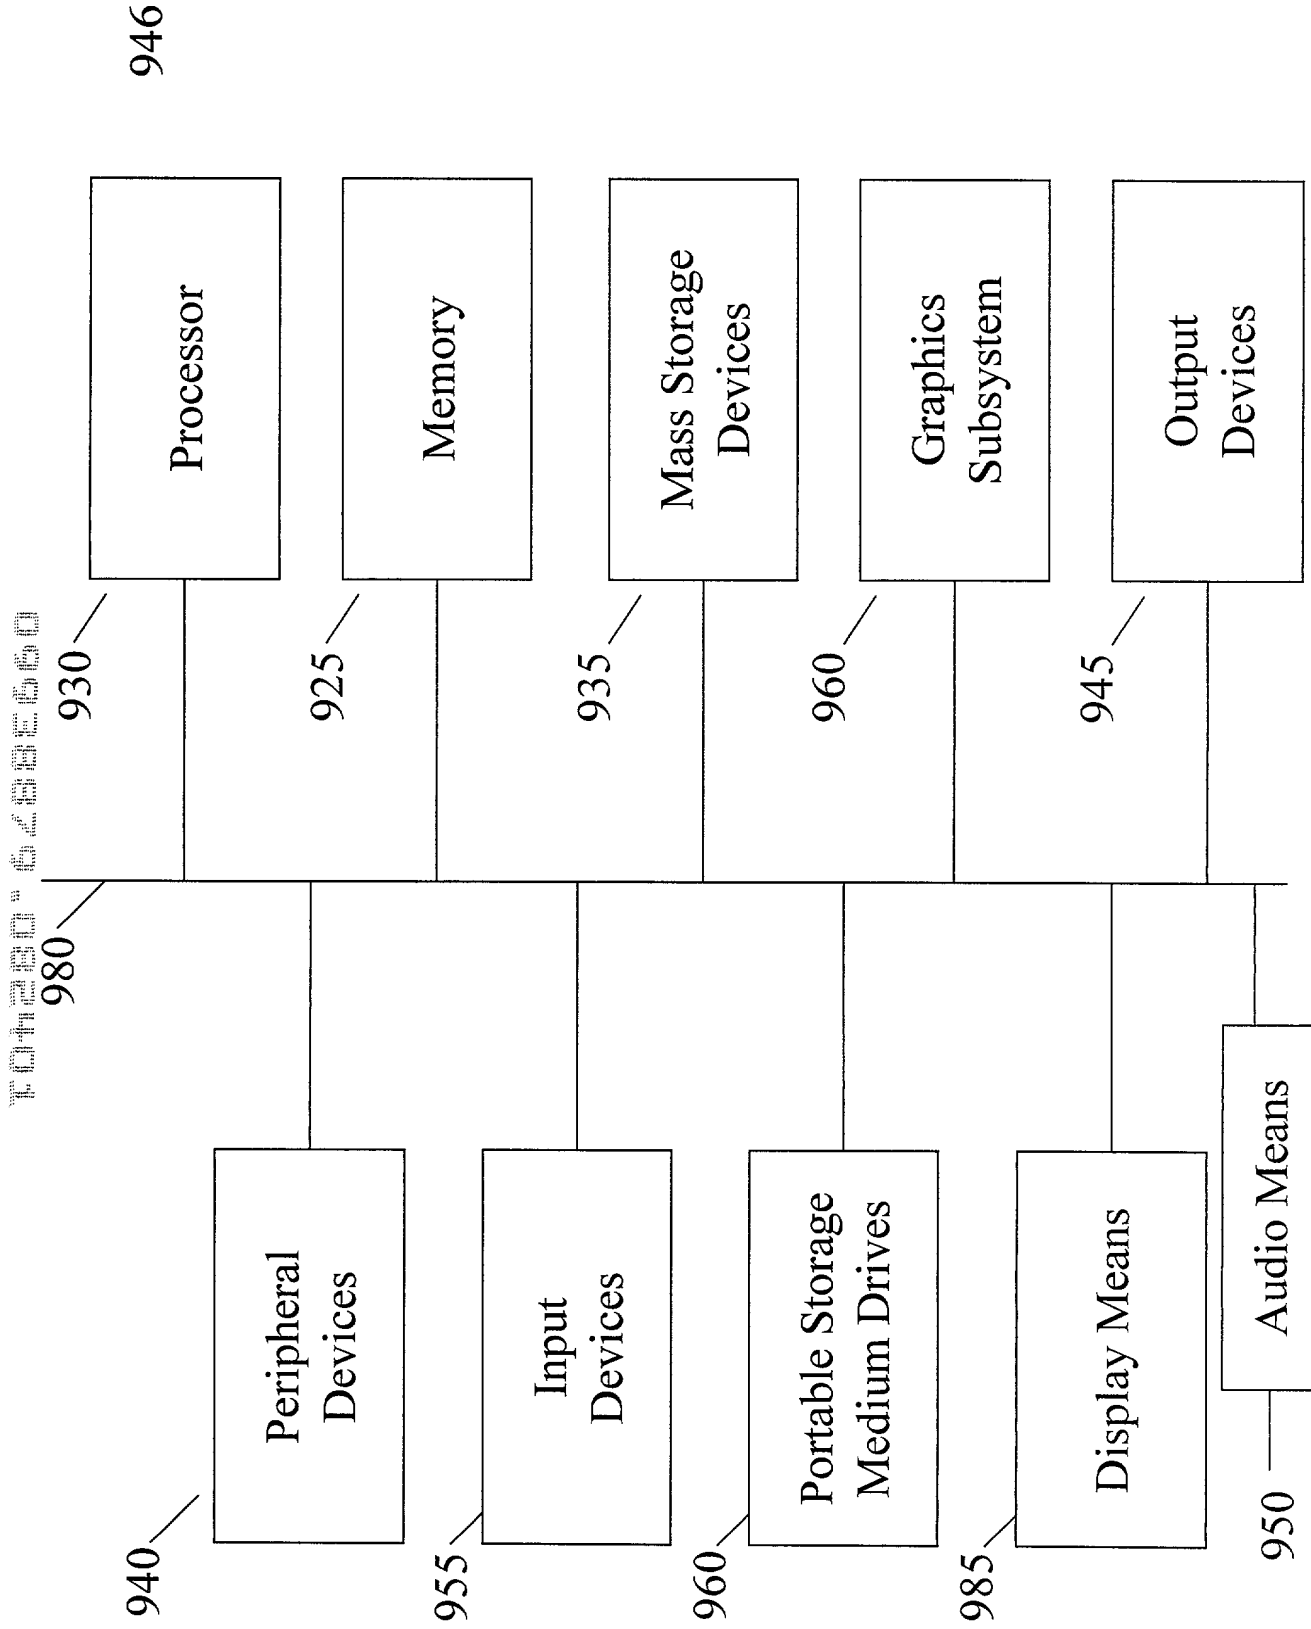 946
930
Processor
925
Memory
935
Mass Storage
Devices
960
Graphics
Subsystem
945
Output
Devices
980
940
Peripheral
Devices
955
Input
Devices
960
Portable Storage
Medium Drives
985
Display Means
950
Audio Means